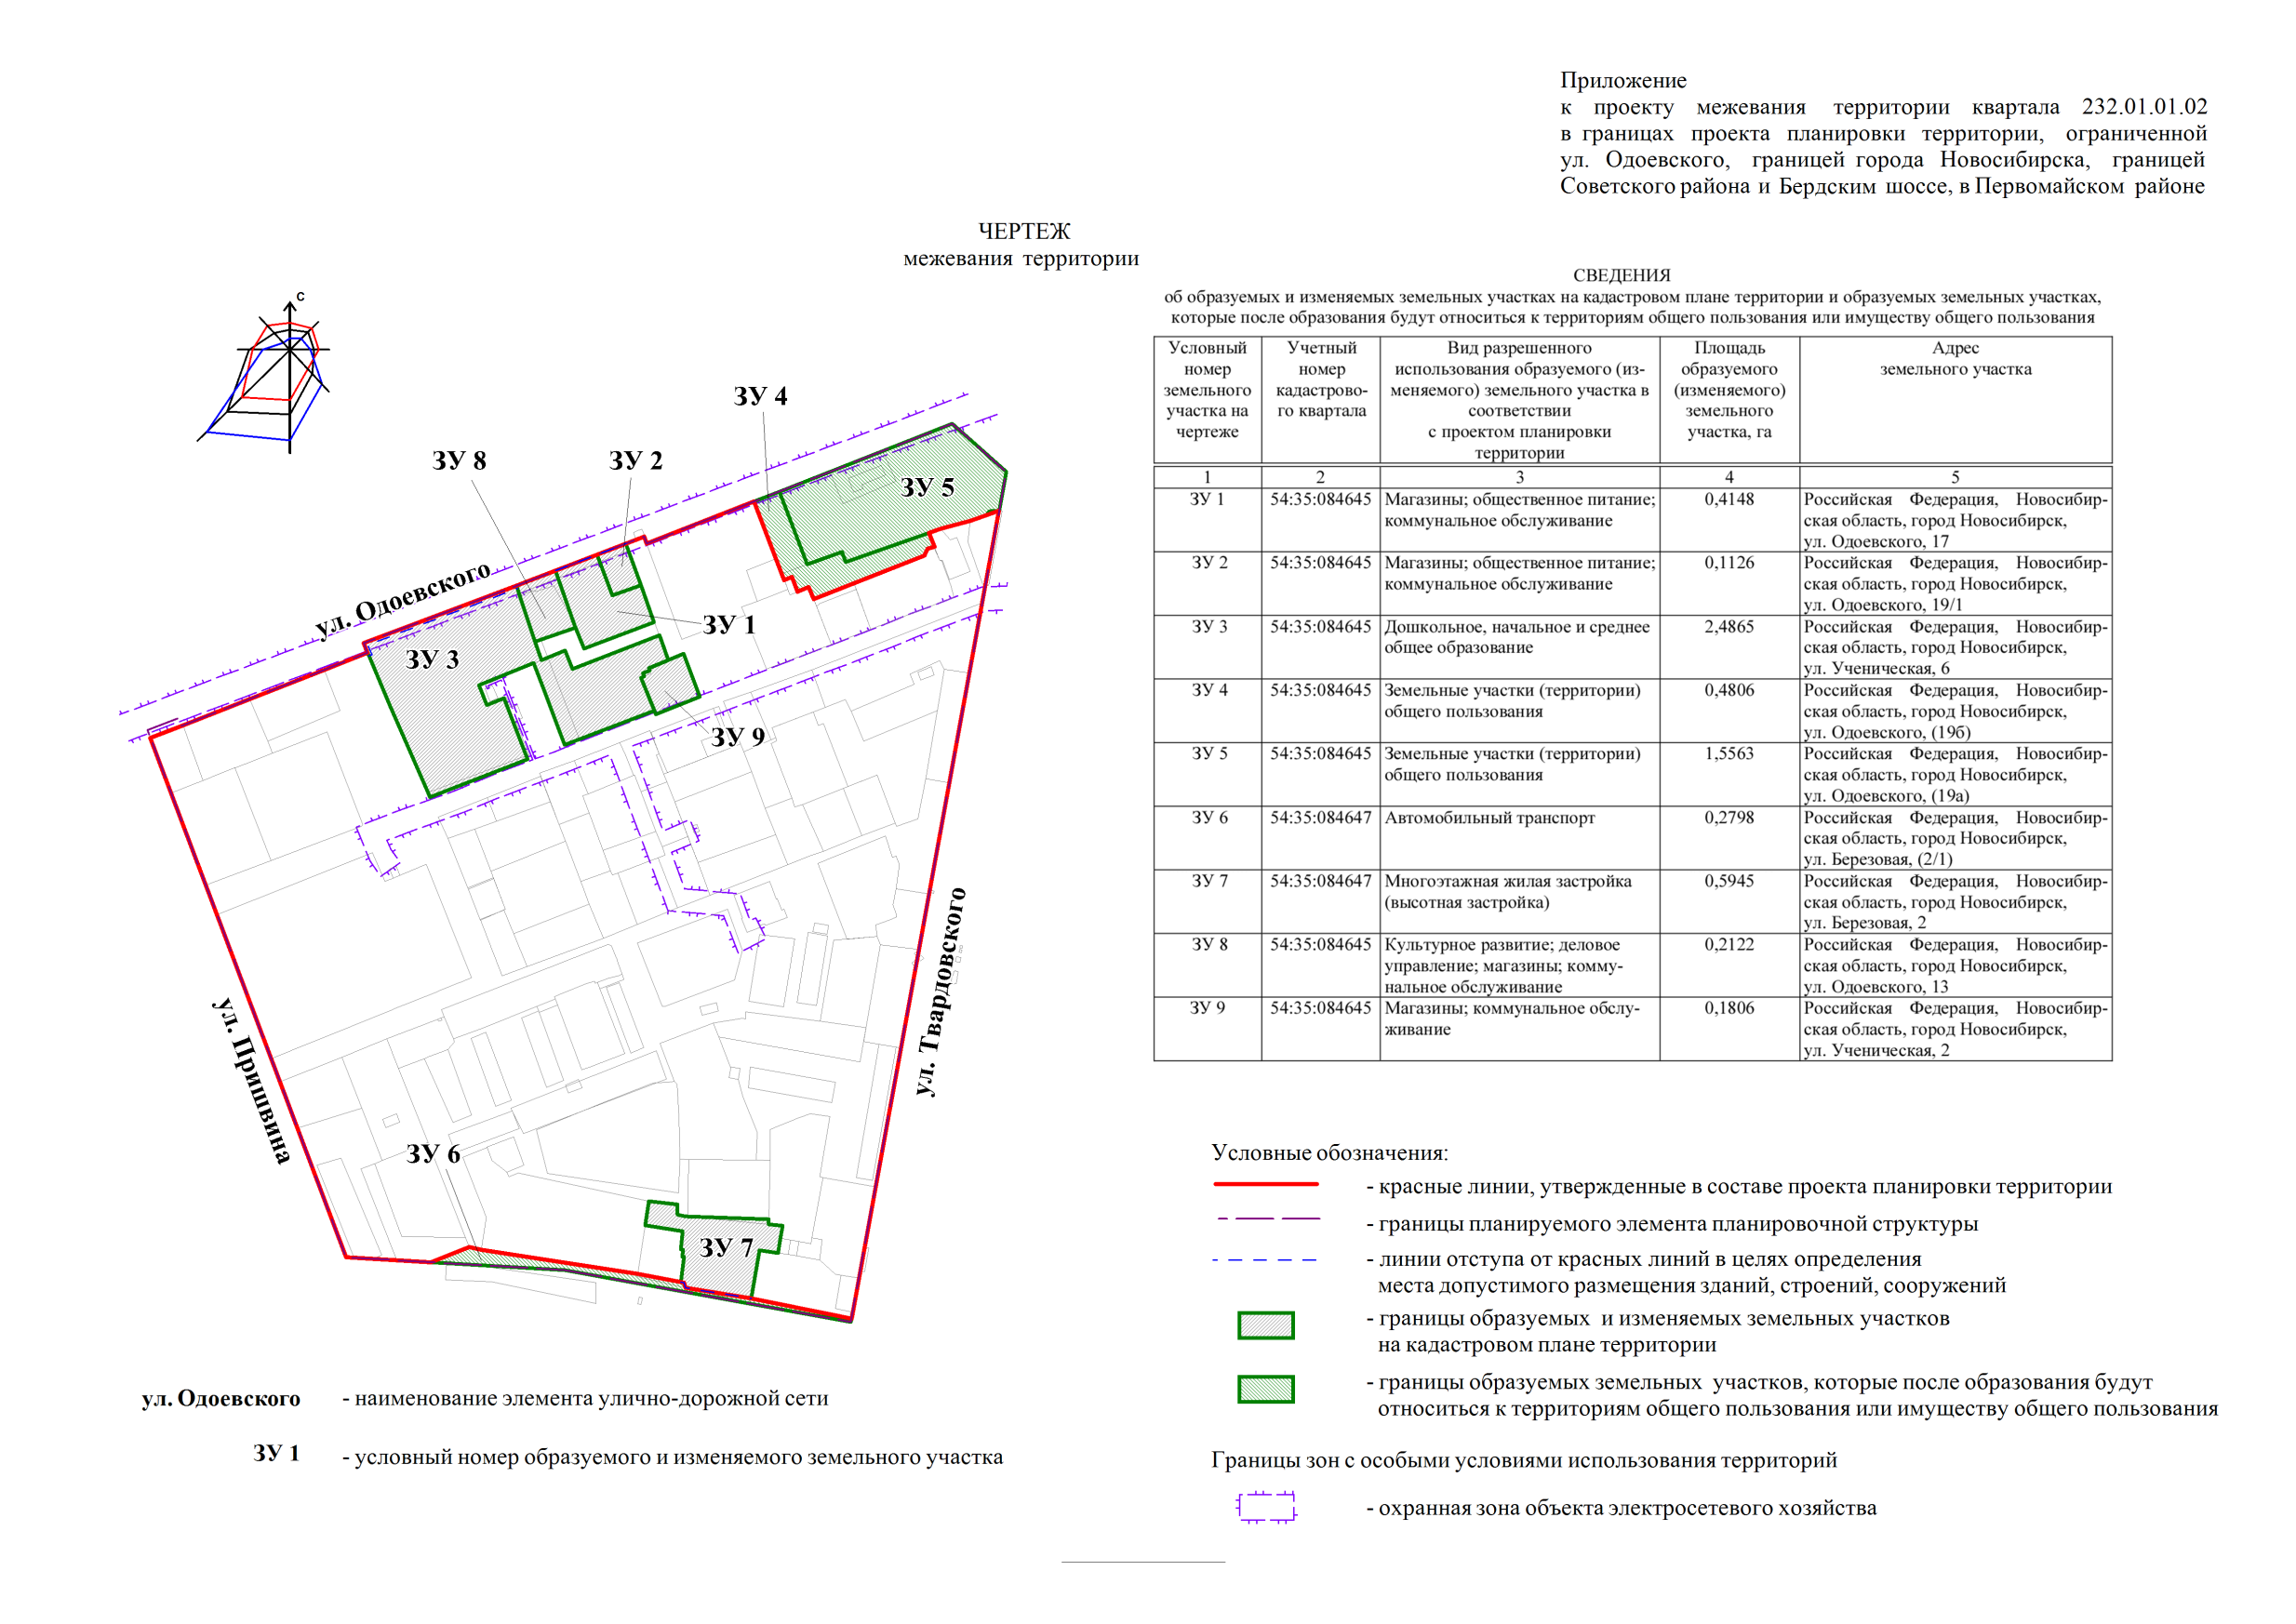 Приложение
к проекту межевания территории квартала 232.01.01.02
в границах проекта планировки территории, ограниченной
ул. Одоевского, границей города Новосибирска, границей
Советского района и Бердским шоссе, в Первомайском районе
ЧЕРТЕЖ
межевания территории
С
ЗУ 4
ЗУ 8
ЗУ 2
ЗУ 5
ул. Одоевского
ЗУ 1
ЗУ 3
ЗУ 9
ул. Твардовского
ул. Пришвина
ЗУ 6
ЗУ 7
СВЕДЕНИЯ
об образуемых и изменяемых земельных участках на кадастровом плане территории и образуемых земельных участках,
которые после образования будут относиться к территориям общего пользования или имуществу общего пользования
Условный
номер
земельного
участка на
чертеже
Учетный
номер
кадастрово-
го квартала
Вид разрешенного
использования образуемого (из-
меняемого) земельного участка в
соответствии
с проектом планировки
территории
Площадь
образуемого
(изменяемого)
земельного
участка, га
Адрес
земельного участка
1 2 3 4 5
ЗУ 1 54:35:084645 Магазины; общественное питание; 0,4148 Российская Федерация, Новосибир-
коммунальное обслуживание ская область, город Новосибирск,
ул. Одоевского, 17
ЗУ 2 54:35:084645 Магазины; общественное питание; 0,1126 Российская Федерация, Новосибир-
коммунальное обслуживание ская область, город Новосибирск,
ул. Одоевского, 19/1
ЗУ 3 54:35:084645 Дошкольное, начальное и среднее 2,4865 Российская Федерация, Новосибир-
общее образование ская область, город Новосибирск,
ул. Ученическая, 6
ЗУ 4 54:35:084645 Земельные участки (территории) 0,4806 Российская Федерация, Новосибир-
общего пользования ская область, город Новосибирск,
ул. Одоевского, (19б)
ЗУ 5 54:35:084645 Земельные участки (территории) 1,5563 Российская Федерация, Новосибир-
общего пользования ская область, город Новосибирск,
ул. Одоевского, (19а)
ЗУ 6 54:35:084647 Автомобильный транспорт 0,2798 Российская Федерация, Новосибир-
ская область, город Новосибирск,
ул. Березовая, (2/1)
ЗУ 7 54:35:084647 Многоэтажная жилая застройка 0,5945 Российская Федерация, Новосибир-
(высотная застройка) ская область, город Новосибирск,
ул. Березовая, 2
ЗУ 8 54:35:084645 Культурное развитие; деловое 0,2122 Российская Федерация, Новосибир-
управление; магазины; комму- ская область, город Новосибирск,
нальное обслуживание ул. Одоевского, 13
ЗУ 9 54:35:084645 Магазины; коммунальное обслу- 0,1806 Российская Федерация, Новосибир-
живание ская область, город Новосибирск,
ул. Ученическая, 2
Условные обозначения:
- красные линии, утвержденные в составе проекта планировки территории
- границы планируемого элемента планировочной структуры
- линии отступа от красных линий в целях определения
места допустимого размещения зданий, строений, сооружений
- границы образуемых и изменяемых земельных участков
на кадастровом плане территории
- границы образуемых земельных участков, которые после образования будут
относиться к территориям общего пользования или имуществу общего пользования
Границы зон с особыми условиями использования территорий
- охранная зона объекта электросетевого хозяйства
ул. Одоевского - наименование элемента улично-дорожной сети
ЗУ 1 - условный номер образуемого и изменяемого земельного участка